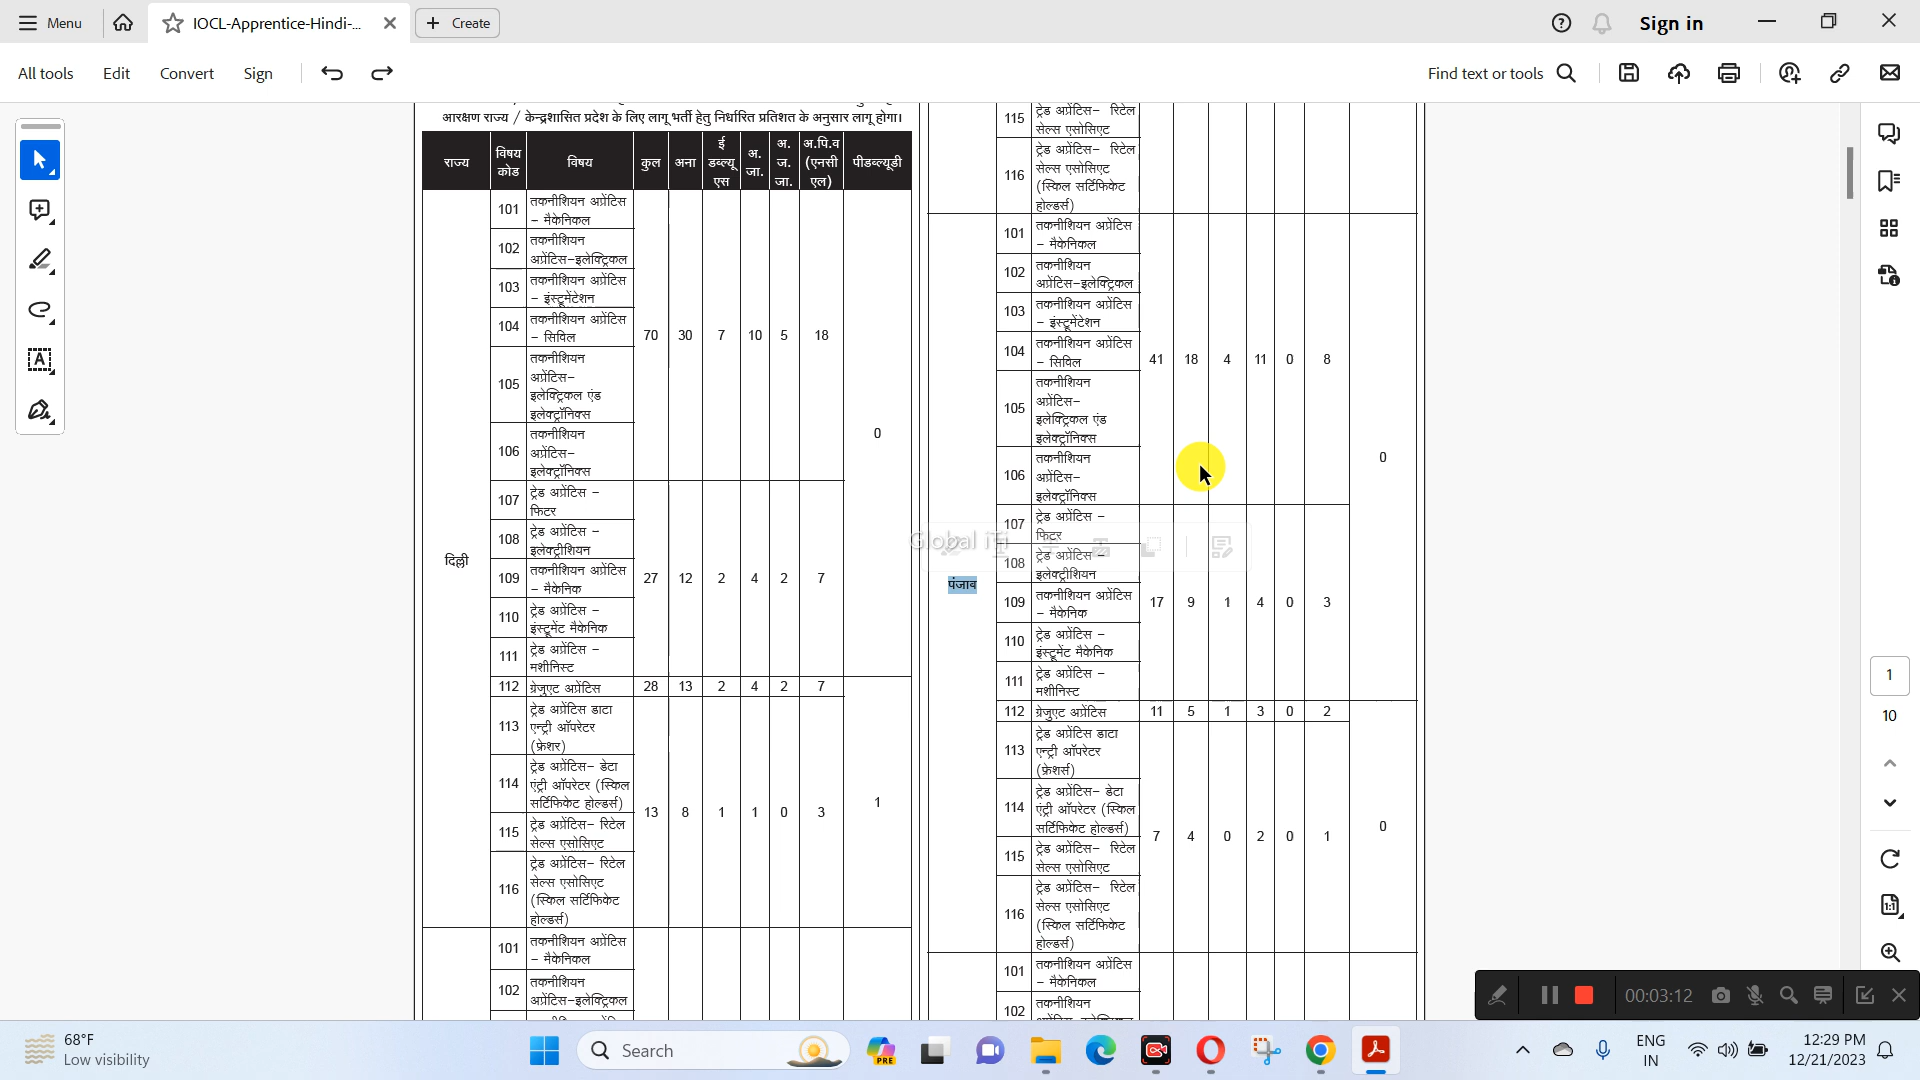 Menu
IOCL-Apprentice-Hindi-...
Create
Sign in
All tools
Edit
Convert
Sign
Find text or tools
आरक्षण राज्य / केन्द्रशासित प्रदेश के लिए लागू भर्ती हेतु निर्धारित प्रतिशत के अनुसार लागू होगा।
राज्य विषय कोड विषय कुल अना ई डब्ल्यू एस अ. जा. अ. ज. जा. अ.पि.व (एनसी एल) पीडब्ल्यूडी
दिल्ली
101 तकनीशियन अप्रेंटिस
– मैकेनिकल
102 तकनीशियन
अप्रेंटिस–इलेक्ट्रिकल
103 तकनीशियन अप्रेंटिस
– इंस्ट्रूमेंटेशन
104 तकनीशियन अप्रेंटिस
– सिविल
70 30 7 10 5 18
105 तकनीशियन
अप्रेंटिस–
इलेक्ट्रिकल एंड
इलेक्ट्रॉनिक्स
0
106 तकनीशियन
अप्रेंटिस–
इलेक्ट्रॉनिक्स
107 ट्रेड अप्रेंटिस –
फिटर
108 ट्रेड अप्रेंटिस –
इलेक्ट्रीशियन
109 तकनीशियन अप्रेंटिस
– मैकेनिक
27 12 2 4 2 7
110 ट्रेड अप्रेंटिस –
इंस्ट्रूमेंट मैकेनिक
111 ट्रेड अप्रेंटिस –
मशीनिस्ट
112 ग्रेजुएट अप्रेंटिस 28 13 2 4 2 7
113 ट्रेड अप्रेंटिस डाटा
एन्ट्री ऑपरेटर
(फ्रेशर)
114 ट्रेड अप्रेंटिस– डेटा
एंट्री ऑपरेटर (स्किल
सर्टिफिकेट होल्डर्स)
13 8 1 1 0 3 1
115 ट्रेड अप्रेंटिस– रिटेल
सेल्स एसोसिएट
116 ट्रेड अप्रेंटिस– रिटेल
सेल्स एसोसिएट
(स्किल सर्टिफिकेट
होल्डर्स)
101 तकनीशियन अप्रेंटिस
– मैकेनिकल
102 तकनीशियन
अप्रेंटिस–इलेक्ट्रिकल
115 ट्रेड अप्रेंटिस– रिटेल
सेल्स एसोसिएट
116 ट्रेड अप्रेंटिस– रिटेल
सेल्स एसोसिएट
(स्किल सर्टिफिकेट
होल्डर्स)
पंजाब
101 तकनीशियन अप्रेंटिस
– मैकेनिकल
102 तकनीशियन
अप्रेंटिस–इलेक्ट्रिकल
103 तकनीशियन अप्रेंटिस
– इंस्ट्रूमेंटेशन
104 तकनीशियन अप्रेंटिस
– सिविल
41 18 4 11 0 8
105 तकनीशियन
अप्रेंटिस–
इलेक्ट्रिकल एंड
इलेक्ट्रॉनिक्स
0
106 तकनीशियन
अप्रेंटिस–
इलेक्ट्रॉनिक्स
107 ट्रेड अप्रेंटिस –
फिटर
Global iTi
108 ट्रेड अप्रेंटिस –
इलेक्ट्रीशियन
109 तकनीशियन अप्रेंटिस
– मैकेनिक
17 9 1 4 0 3
110 ट्रेड अप्रेंटिस –
इंस्ट्रूमेंट मैकेनिक
111 ट्रेड अप्रेंटिस –
मशीनिस्ट
112 ग्रेजुएट अप्रेंटिस 11 5 1 3 0 2
113 ट्रेड अप्रेंटिस डाटा
एन्ट्री ऑपरेटर
(फ्रेशर्स)
114 ट्रेड अप्रेंटिस– डेटा
एंट्री ऑपरेटर (स्किल
सर्टिफिकेट होल्डर्स)
7 4 0 2 0 1 0
115 ट्रेड अप्रेंटिस– रिटेल
सेल्स एसोसिएट
116 ट्रेड अप्रेंटिस– रिटेल
सेल्स एसोसिएट
(स्किल सर्टिफिकेट
होल्डर्स)
101 तकनीशियन अप्रेंटिस
– मैकेनिकल
102 तकनीशियन
1
10
1:1
00:03:12
68°F
Low visibility
Search
PRE
ENG
IN
12:29 PM
12/21/2023